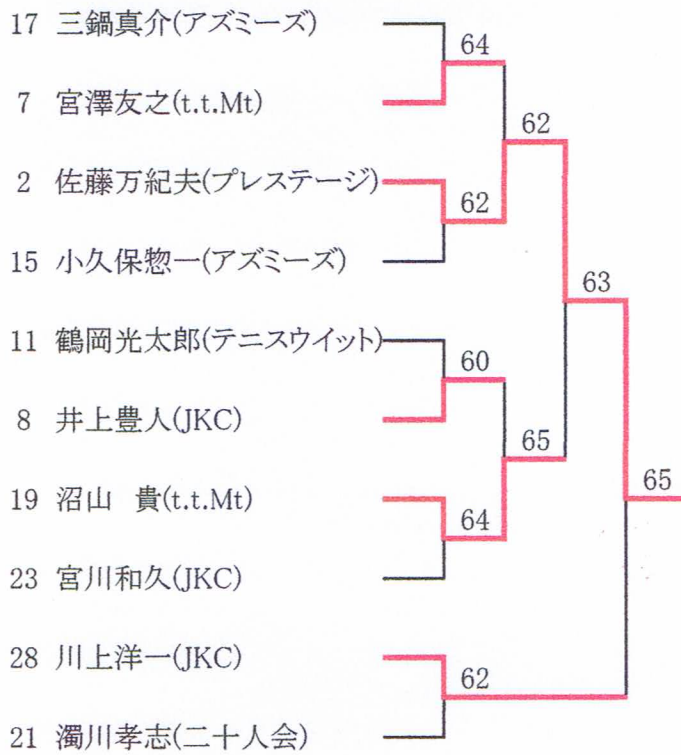 17 三鍋真介(アズミーズ)
64
7 宮澤友之(t.t.Mt)
62
2 佐藤万紀夫(プレステージ)
62
15 小久保惣一(アズミーズ)
63
11 鶴岡光太郎(テニスウイット)
60
8 井上豊人(JKC)
65
19 沼山 貴(t.t.Mt)
65
64
23 宮川和久(JKC)
28 川上洋一(JKC)
62
21 濁川孝志(二十人会)